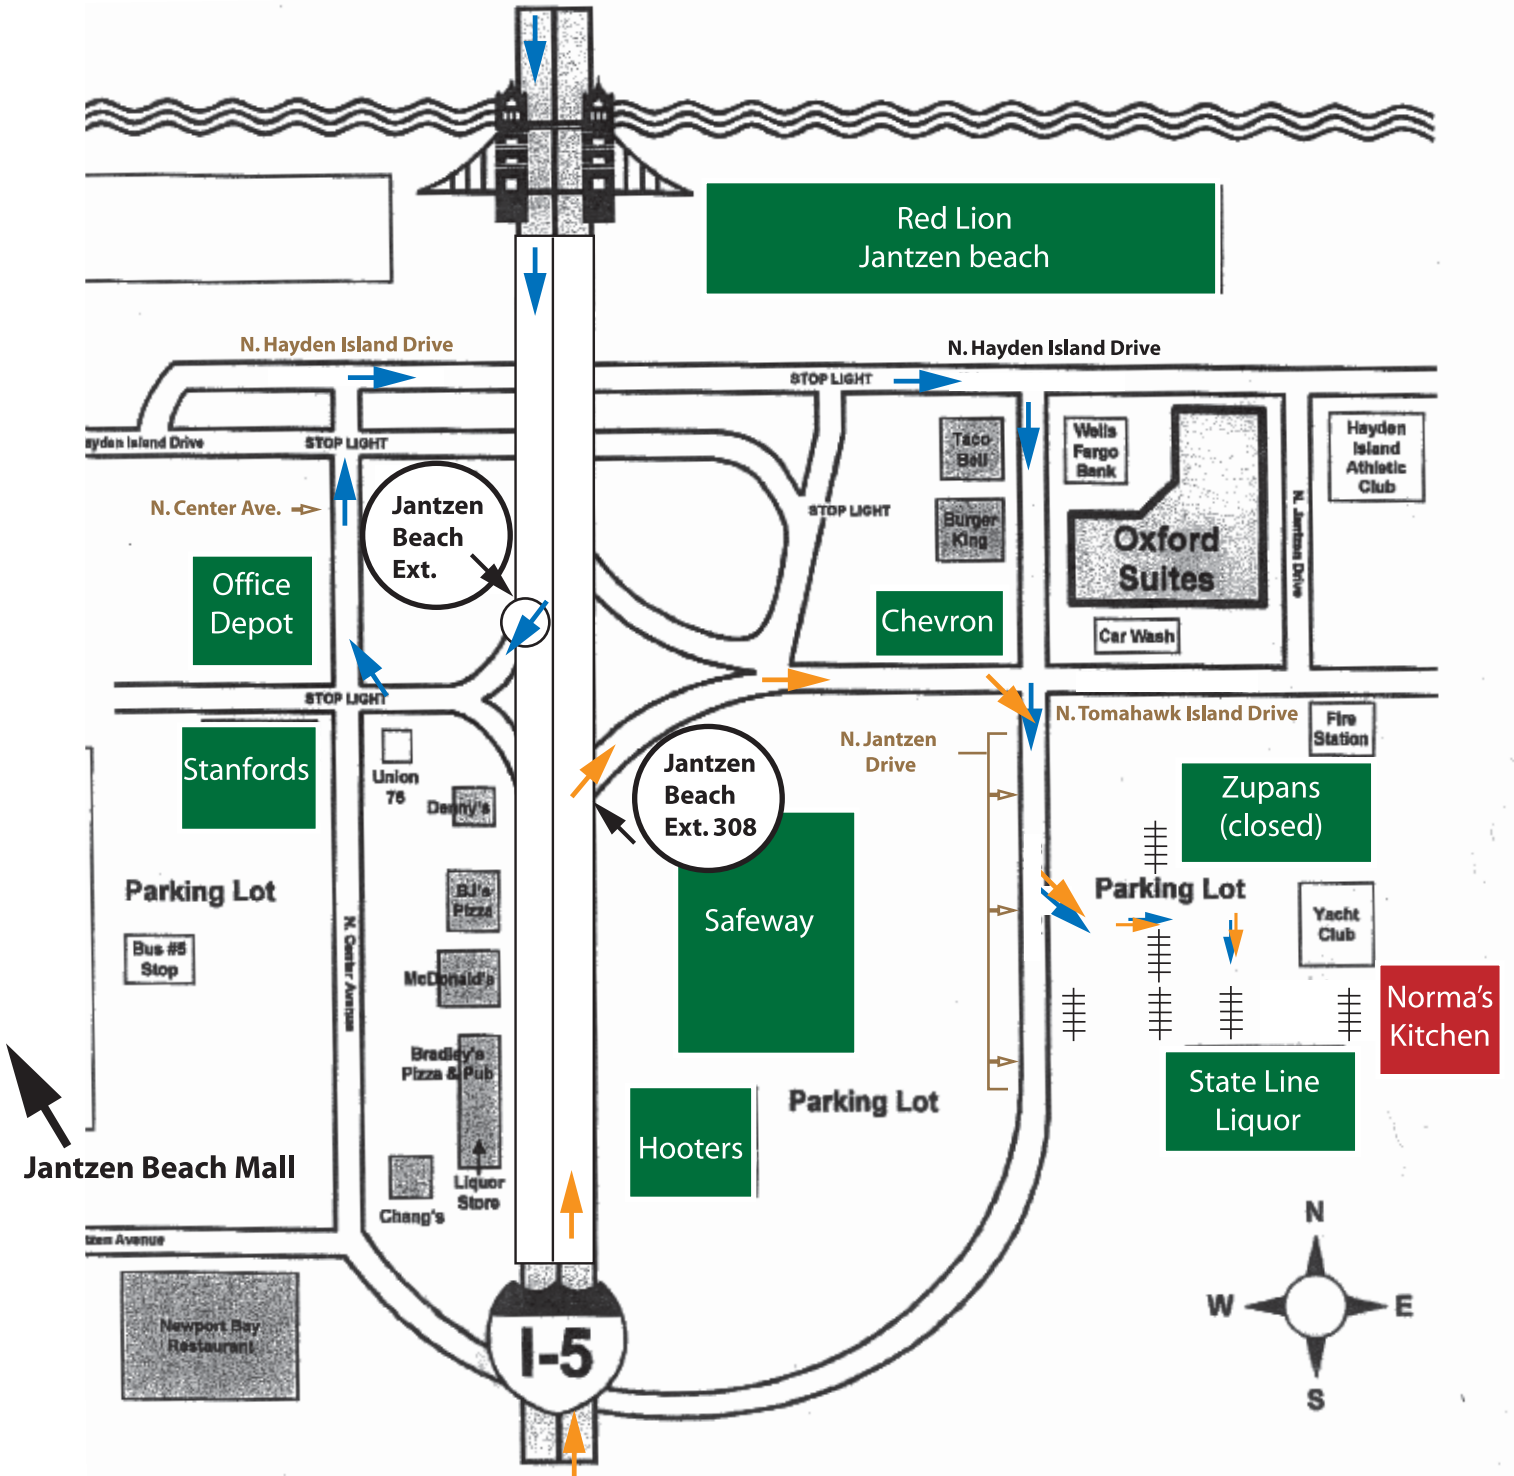 Red Lion
Jantzen beach
N. Hayden Island Drive
N. Hayden Island Drive
STOP LIGHT
ayden Island Drive
STOP LIGHT
Taco
Bell
Wells
Fargo
Bank
Hayden
Island
Athletic
Club
N. Center Ave.
Jantzen
Beach
Ext.
STOP LIGHT
Burger
King
Oxford
Suites
N. Jantzen Drive
Office
Depot
Chevron
Car Wash
STOP LIGHT
N. Tomahawk Island Drive
Fire
Station
N. Jantzen
Drive
Stanfords
Union
76
Denny's
Jantzen
Beach
Ext. 308
Zupans
(closed)
Parking Lot
BJ's
Pizza
Safeway
Parking Lot
Yacht
Club
Bus #5
Stop
N. Center Avenue
McDonald's
Norma's
Kitchen
Bradley's
Pizza & Pub
State Line
Liquor
Parking Lot
Hooters
Jantzen Beach Mall
Liquor
Store
Chang's
tzen Avenue
Newport Bay
Restaurant
I-5
N
W
E
S